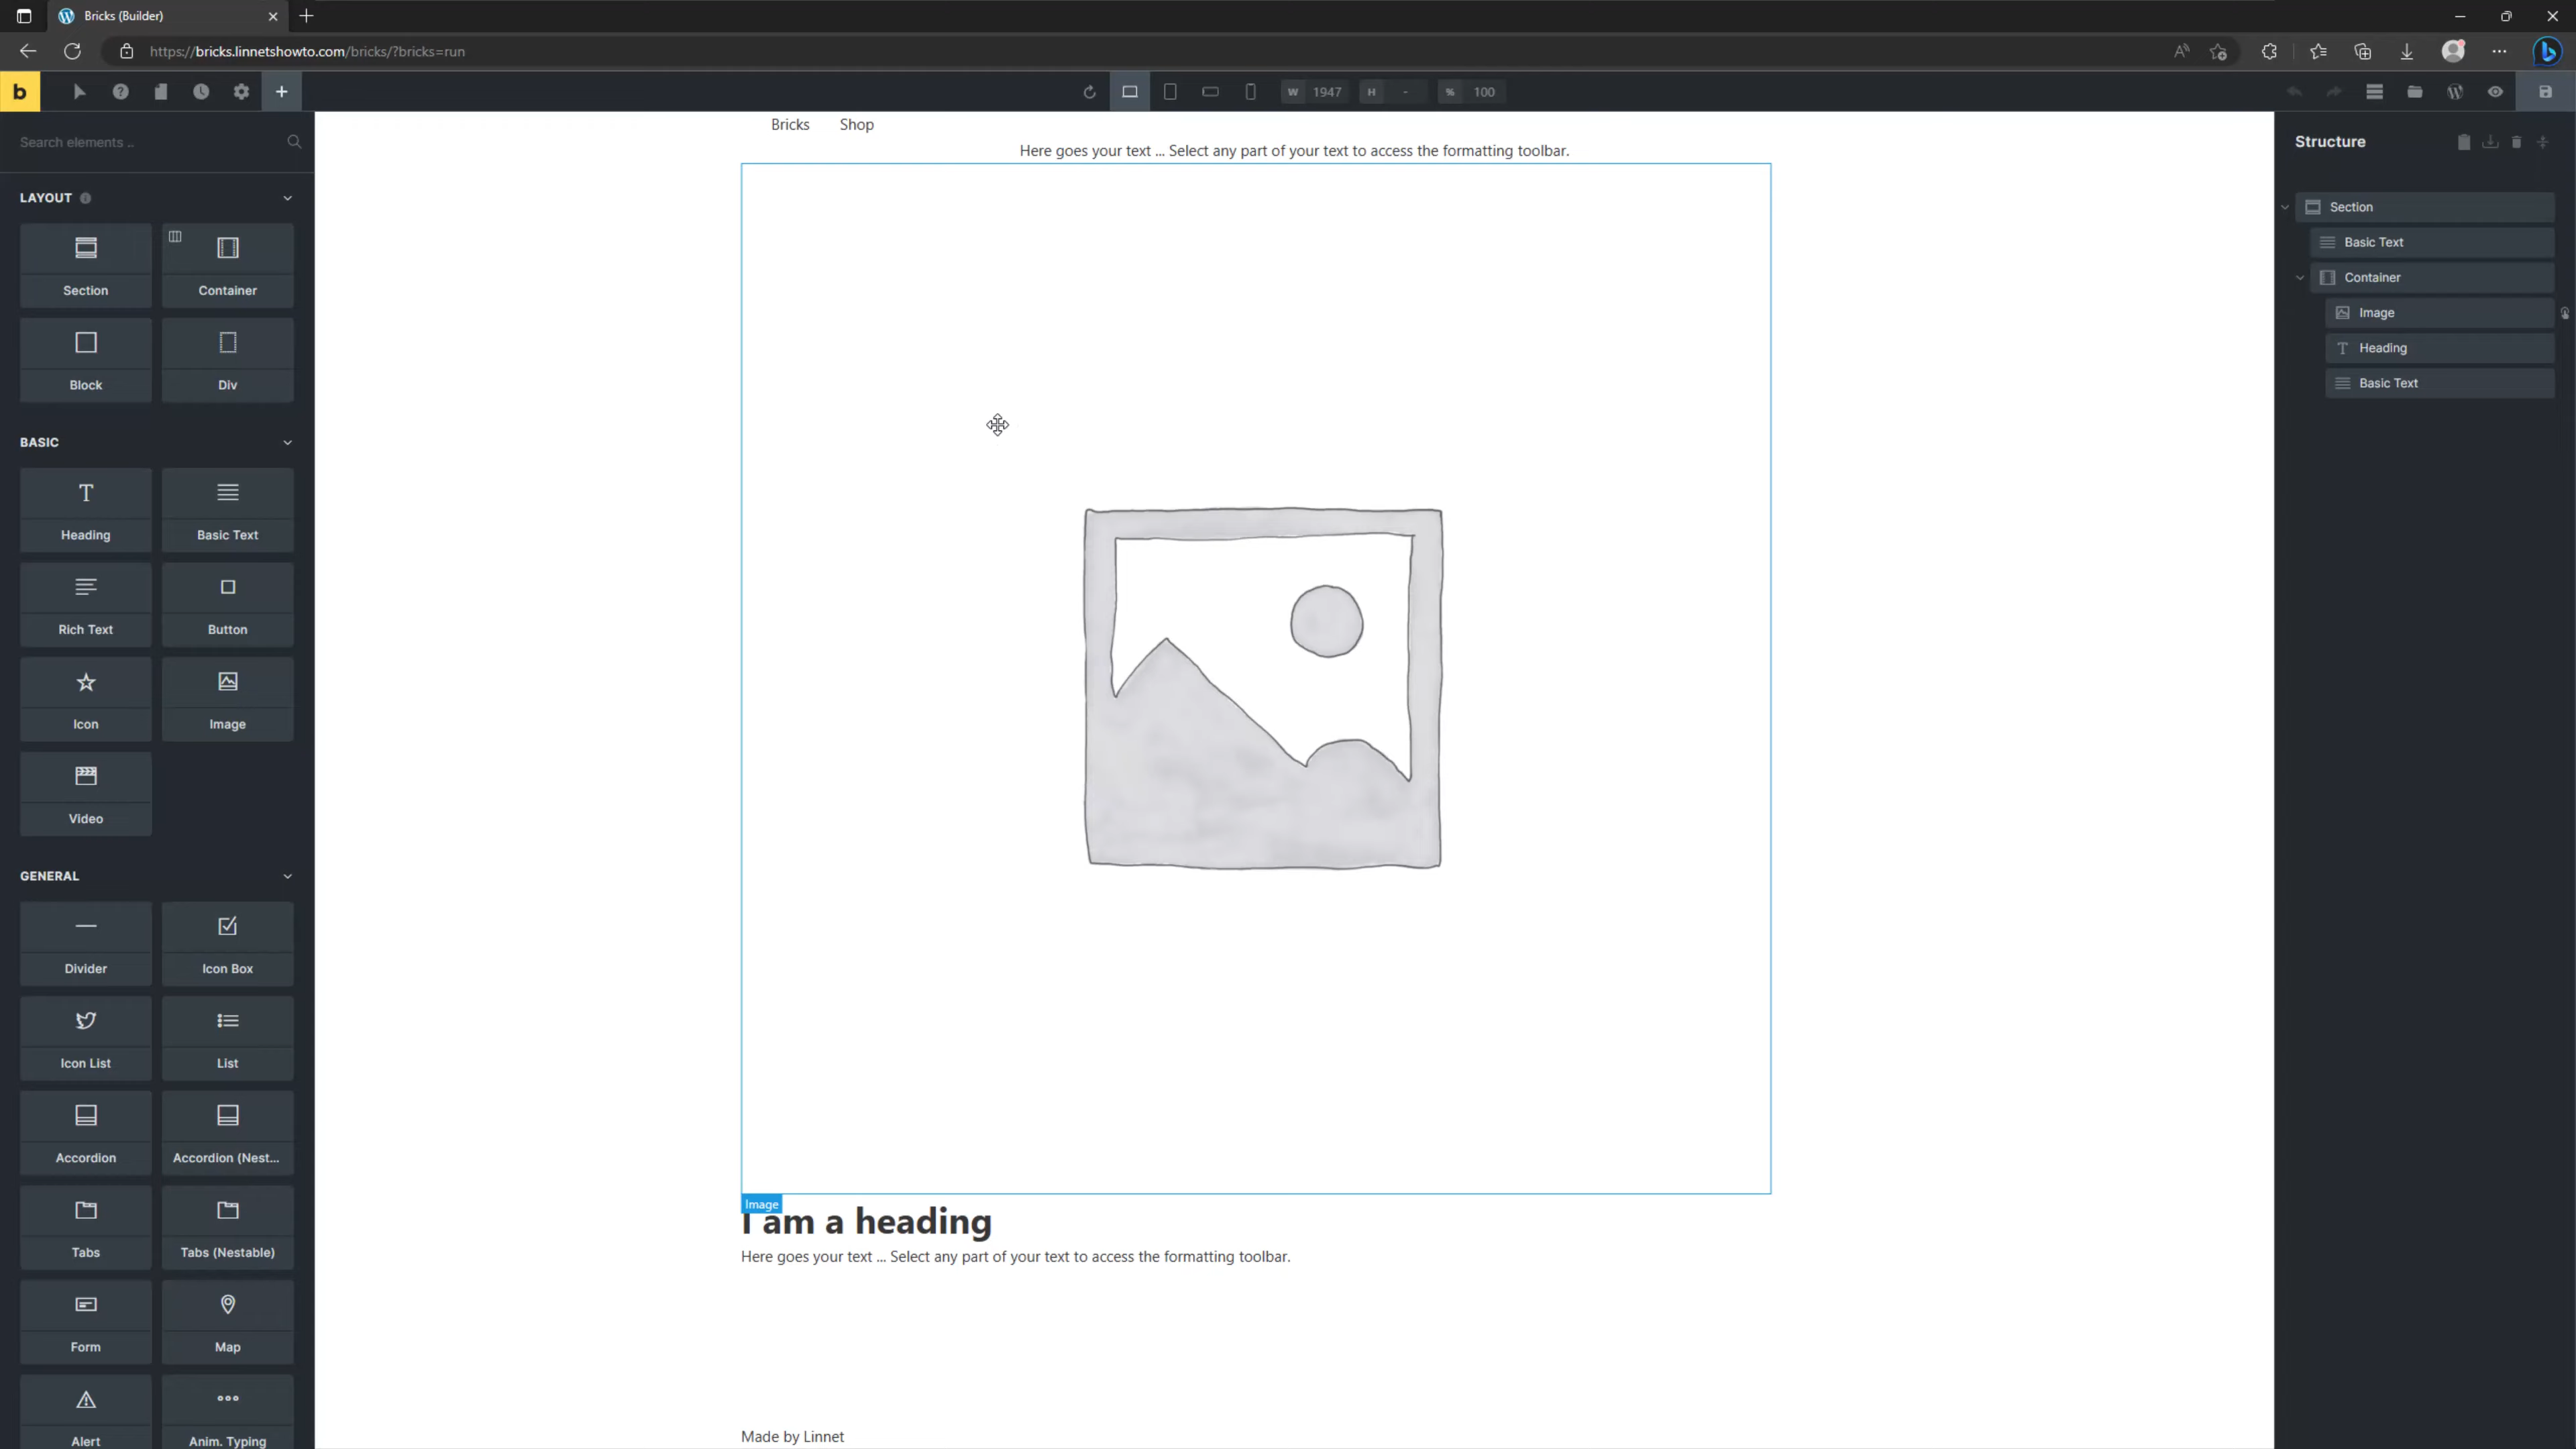 Bricks (Builder)
https://bricks.linnetshowto.com/bricks/?bricks=run
b
W 1947 H - % 100
Search elements ..
LAYOUT
Section
Container
Block
Div
BASIC
Heading
Basic Text
Rich Text
Button
Icon
Image
Video
GENERAL
Divider
Icon Box
Icon List
List
Accordion
Accordion (Nest...
Tabs
Tabs (Nestable)
Form
Map
Alert
Anim. Typing
Bricks Shop
Here goes your text ... Select any part of your text to access the formatting toolbar.
Image
I am a heading
Here goes your text ... Select any part of your text to access the formatting toolbar.
Made by Linnet
Structure
Section
Basic Text
Container
Image
Heading
Basic Text